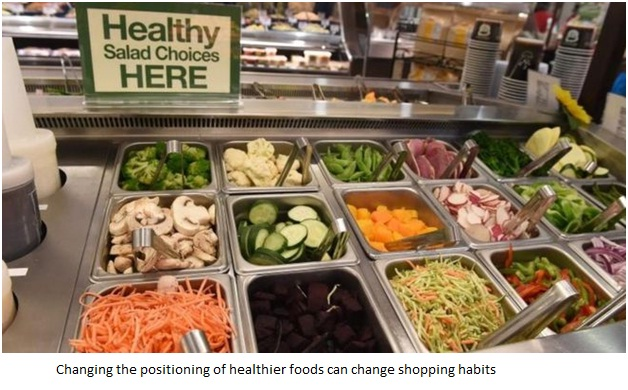 Healthy
Salad Choices
HERE
Changing the positioning of healthier foods can change shopping habits